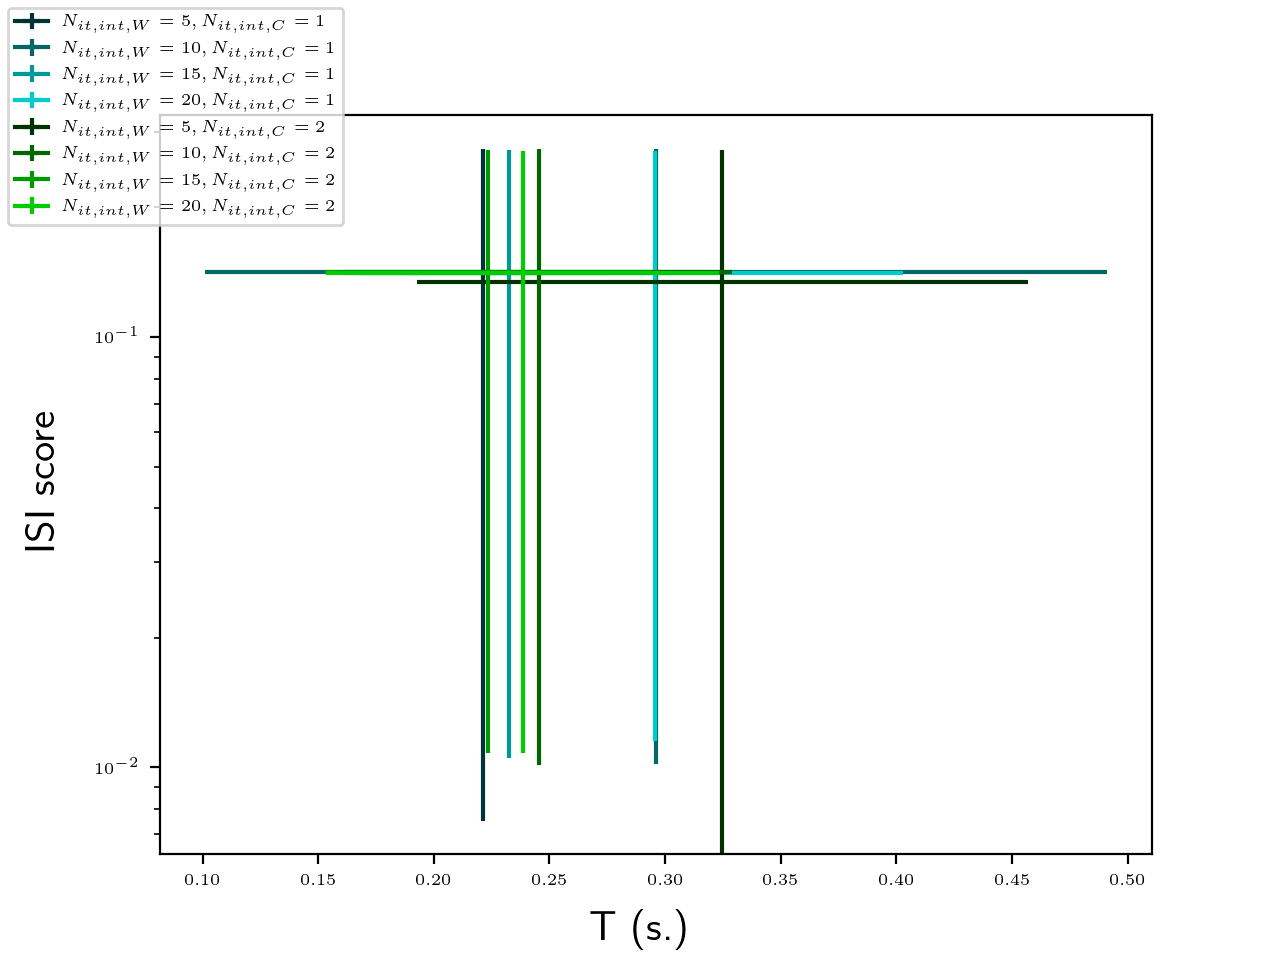 N_{it,int,W} = 5, N_{it,int,C} = 1
N_{it,int,W} = 10, N_{it,int,C} = 1
N_{it,int,W} = 15, N_{it,int,C} = 1
N_{it,int,W} = 20, N_{it,int,C} = 1
N_{it,int,W} = 5, N_{it,int,C} = 2
N_{it,int,W} = 10, N_{it,int,C} = 2
N_{it,int,W} = 15, N_{it,int,C} = 2
N_{it,int,W} = 20, N_{it,int,C} = 2
10^{-1}
ISI score
10^{-2}
0.10 0.15 0.20 0.25 0.30 0.35 0.40 0.45 0.50
T (s.)